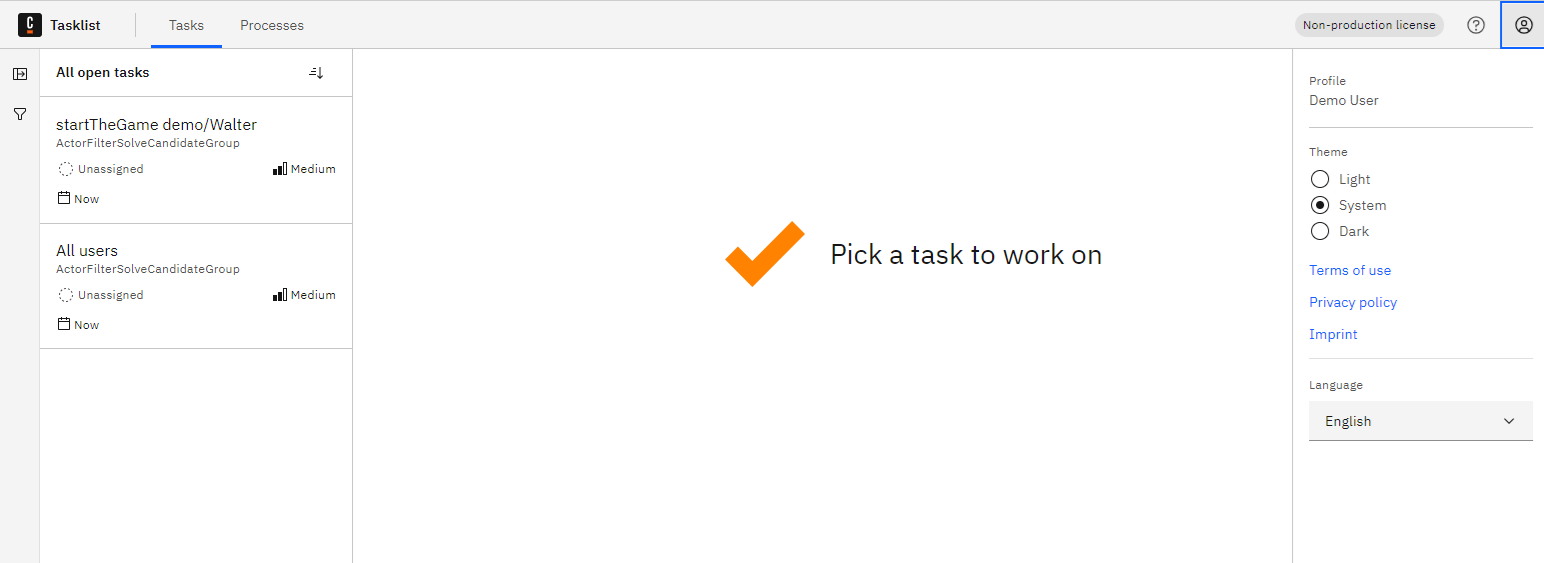 C Tasklist Tasks Processes Non-production license
All open tasks
startTheGame demo/Walter
ActorFilterSolveCandidateGroup
Unassigned Medium
Now
All users
ActorFilterSolveCandidateGroup
Unassigned Medium
Now
Pick a task to work on
Profile
Demo User
Theme
Light
System
Dark
Terms of use
Privacy policy
Imprint
Language
English